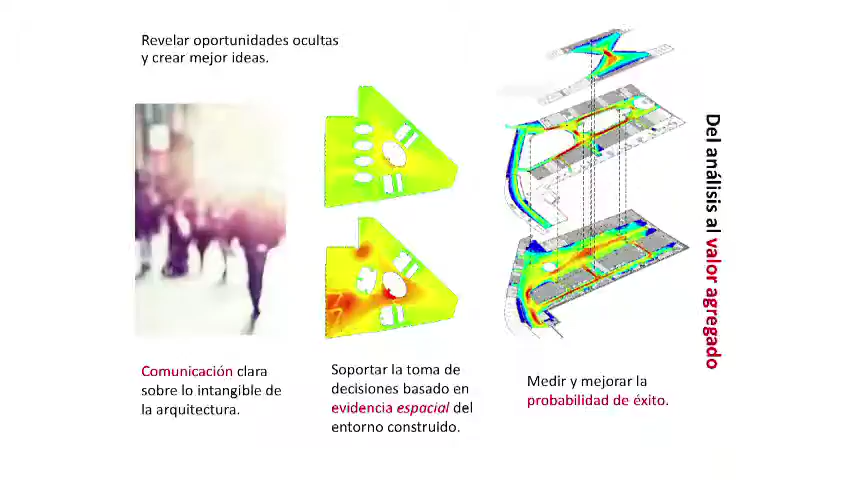 Revelar oportunidades ocultas
y crear mejor ideas.
Comunicación clara
sobre lo intangible de
la arquitectura.
Soportar la toma de
decisiones basado en
evidencia espacial del
entorno construido.
Medir y mejorar la
probabilidad de éxito.
Del análisis al valor agregado